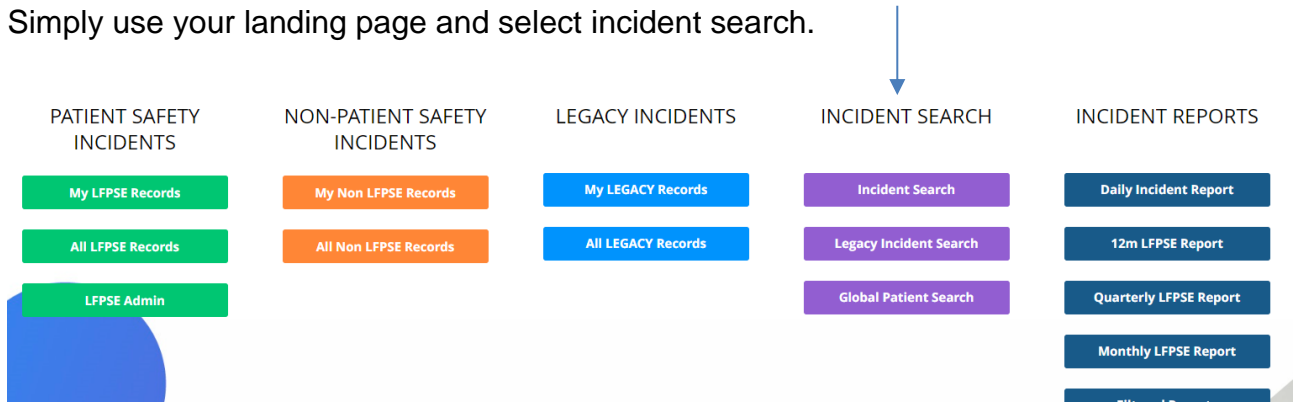 Simply use your landing page and select incident search.
PATIENT SAFETY
INCIDENTS
My LFPSE Records
All LFPSE Records
LFPSE Admin
NON-PATIENT SAFETY
INCIDENTS
My Non LFPSE Records
All Non LFPSE Records
LEGACY INCIDENTS
My LEGACY Records
All LEGACY Records
INCIDENT SEARCH
Incident Search
Legacy Incident Search
Global Patient Search
INCIDENT REPORTS
Daily Incident Report
12m LFPSE Report
Quarterly LFPSE Report
Monthly LFPSE Report